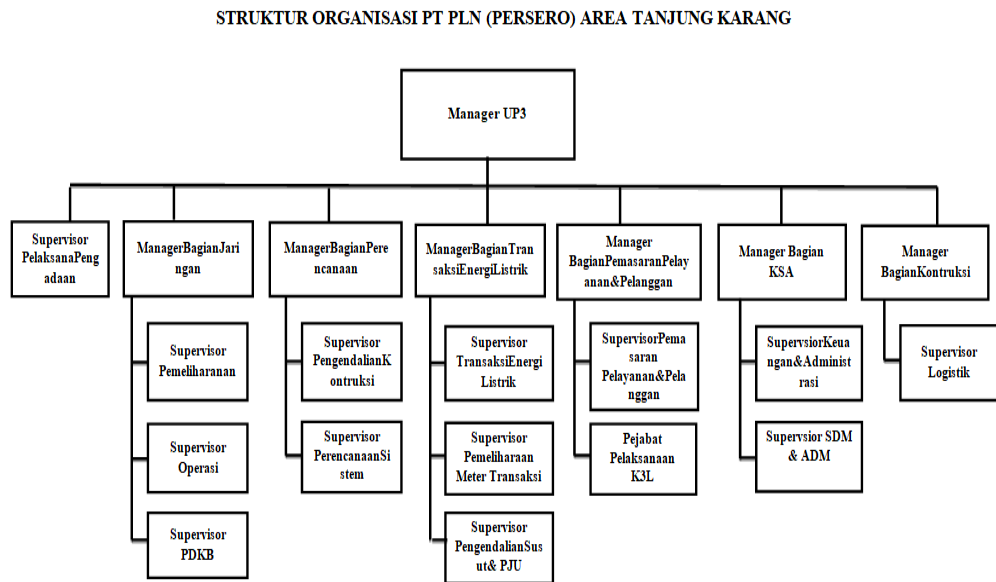 STRUKTUR ORGANISASI PT PLN (PERSERO) AREA TANJUNG KARANG
Manager UP3
Supervisor
PelaksanaPeng
adaan
ManagerBagianJari
ngan
ManagerBagianPere
ncanaan
ManagerBagianTran
saksiEnergiListrik
Manager
BagianPemasaranPelay
anan&Pelanggan
Manager Bagian
KSA
Manager
BagianKontruksi
Supervisor
Pemeliharanan
Supervisor
PengendalianK
ontruksi
Supervisor
TransaksiEnergi
Listrik
SupervisorPema
saran
Pelayanan&Pela
nggan
SupervsiorKeua
ngan&Administ
rasi
Supervisor
Logistik
Supervisor
Operasi
Supervisor
PerencanaanSi
stem
Supervisor
Pemeliharaan
Meter Transaksi
Pejabat
Pelaksanaan
K3L
Supervsior SDM
& ADM
Supervisor
PDKB
Supervisor
PengendalianSus
ut& PJU